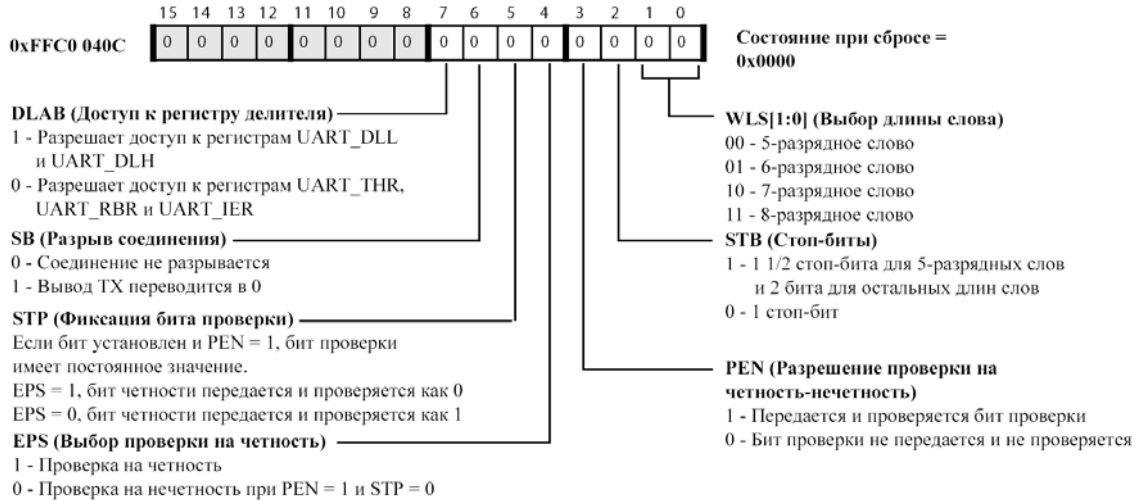 15 14 13 12 11 10 9 8 7 6 5 4 3 2 1 0
0xFFC0 040C
0 0 0 0 0 0 0 0 0 0 0 0 0 0 0 0
Состояние при сбросе =
0x0000
DLAB (Доступ к регистру делителя)
1 - Разрешает доступ к регистрам UART_DLL
и UART_DLH
0 - Разрешает доступ к регистрам UART_THR,
UART_RBR и UART_IER
SB (Разрыв соединения)
0 - Соединение не разрывается
1 - Вывод TX переводится в 0
STP (Фиксация бита проверки)
Если бит установлен и PEN = 1, бит проверки
имеет постоянное значение.
EPS = 1, бит четности передается и проверяется как 0
EPS = 0, бит четности передается и проверяется как 1
EPS (Выбор проверки на четность)
1 - Проверка на четность
0 - Проверка на нечетность при PEN = 1 и STP = 0
WLS[1:0] (Выбор длины слова)
00 - 5-разрядное слово
01 - 6-разрядное слово
10 - 7-разрядное слово
11 - 8-разрядное слово
STB (Стоп-биты)
1 - 1 1/2 стоп-бита для 5-разрядных слов
и 2 бита для остальных длин слов
0 - 1 стоп-бит
PEN (Разрешение проверки на
четность-нечетность)
1 - Передается и проверяется бит проверки
0 - Бит проверки не передается и не проверяется